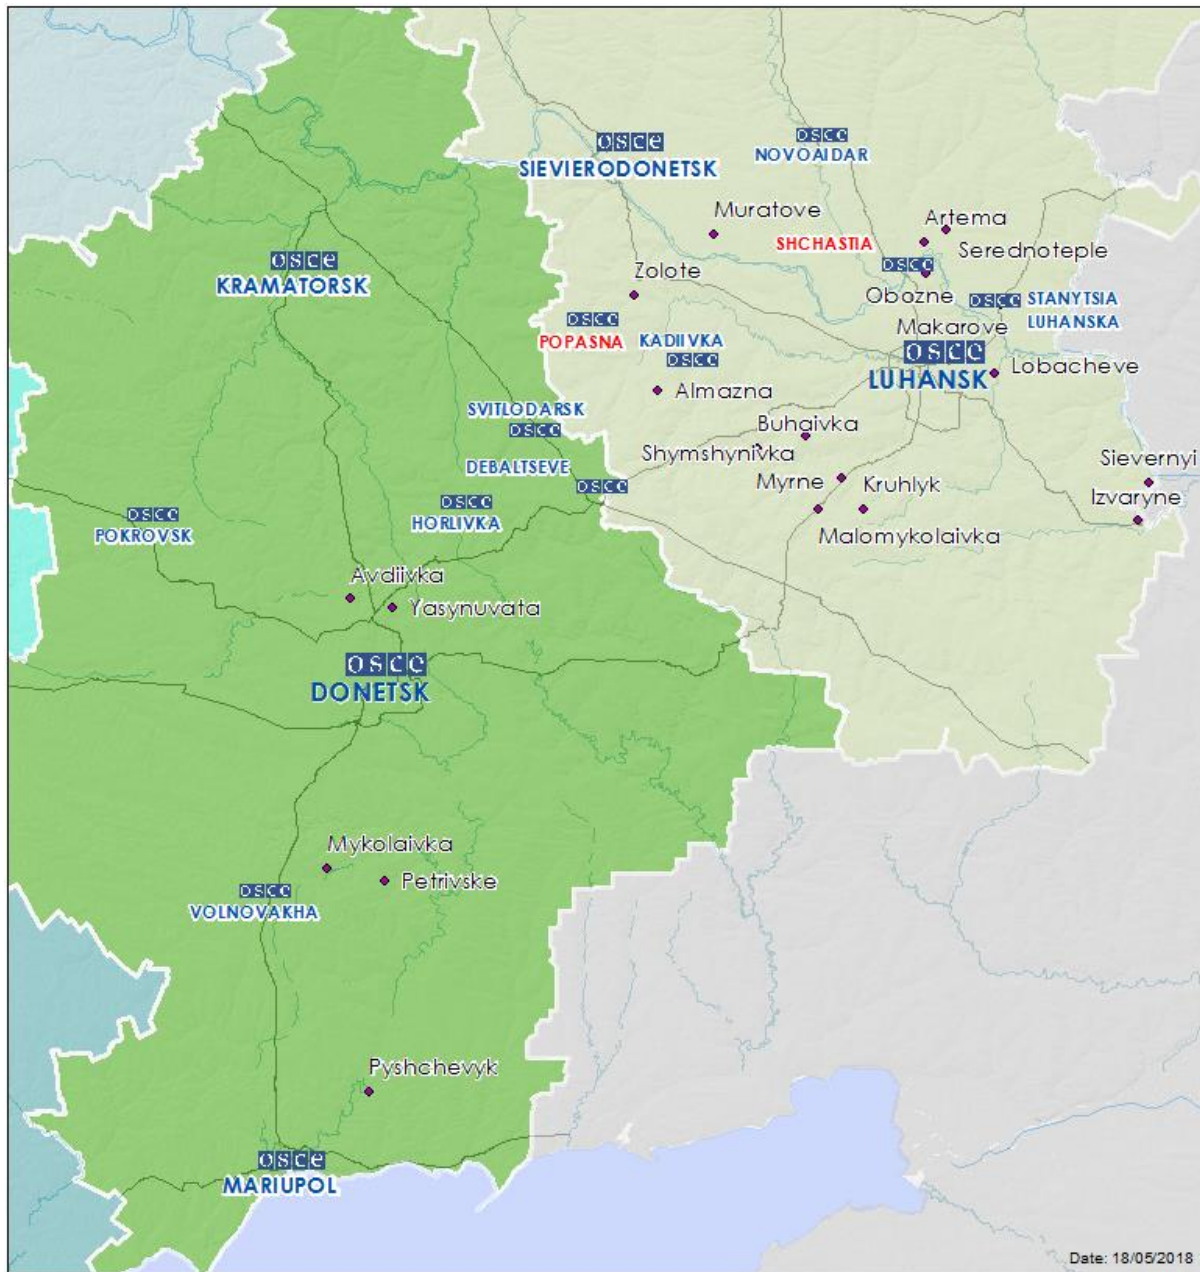 OSCE
SIEVIERODONETSK
OSCE
NOVOAIDAR
Muratove
Artema
SHCHASTIA
OSCE
Serednoteple
OSCE
KRAMATORSK
Zolote
Obozne
OSCE
STANYTSIA
LUHANSKA
OSCE
POPASNA
KADIIVKA
OSCE
Makarove
OSCE
LUHANSK
Lobacheve
Almazna
SVITLODARSK
OSCE
Buhaivka
Shymshynivka
DEBALTSEVE
OSCE
Myrne
Kruhlyk
Sievernyi
Izvaryne
OSCE
HORLIVKA
OSCE
POKROVSK
Malomykolaivka
Avdiivka
Yasynuvata
OSCE
DONETSK
Mykolaivka
Petrivske
OSCE
VOLNOVAKHA
Pyshchevyk
OSCE
MARIUPOL
Date: 18/05/2018